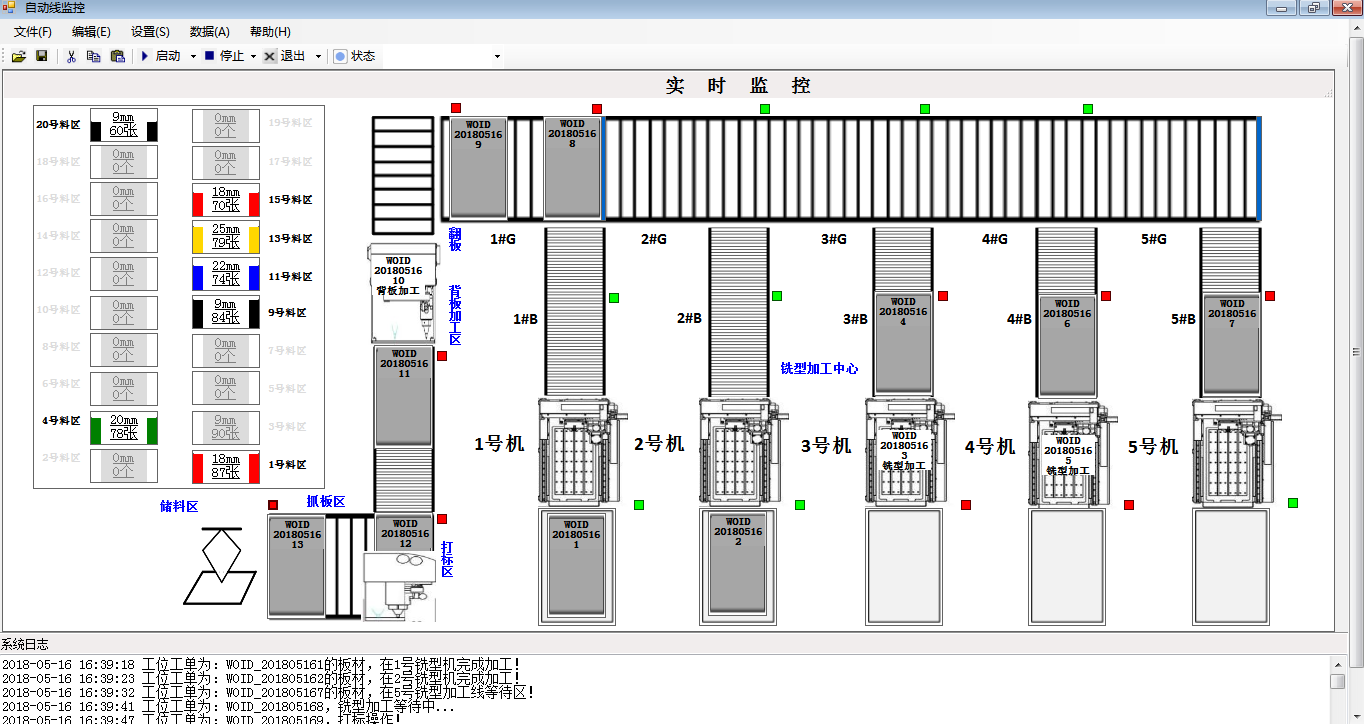 自动线监控
文件(F) 编辑(E) 设置(S) 数据(A) 帮助(H)
启动 停止 退出 状态
实 时 监 控
20号料区 9mm 60张 0mm 0个 19号料区
18号料区 0mm 0个 0mm 0个 17号料区
16号料区 0mm 0个 18mm 70张 15号料区
14号料区 0mm 0个 25mm 79张 13号料区
12号料区 0mm 0个 22mm 74张 11号料区
10号料区 0mm 0个 9mm 84张 9号料区
8号料区 0mm 0个 0mm 0个 7号料区
6号料区 0mm 0个 0mm 0个 5号料区
4号料区 20mm 78张 9mm 90张 3号料区
2号料区 0mm 0个 18mm 87张 1号料区
储料区
抓板区
WOID
20180516
9
WOID
20180516
8
翻板
1#G 2#G 3#G 4#G 5#G
WOID
20180516
10
背板加工
背板加工区
1#B 2#B 3#B 4#B 5#B
WOID
20180516
4
WOID
20180516
6
WOID
20180516
7
WOID
20180516
11
铣型加工中心
1号机 2号机 3号机 4号机 5号机
WOID
20180516
3
铣型加工
WOID
20180516
5
铣型加工
WOID
20180516
13
WOID
20180516
12
打标区
WOID
20180516
1
WOID
20180516
2
系统日志
2018-05-16 16:39:18 工位工单为: WOID_201805161的板材, 在1号铣型机完成加工!
2018-05-16 16:39:23 工位工单为: WOID_201805162的板材, 在2号铣型机完成加工!
2018-05-16 16:39:32 工位工单为: WOID_201805167的板材, 在5号铣型加工线等待区!
2018-05-16 16:39:41 工位工单为: WOID_201805168, 铣型加工等待中...
2018-05-16 16:39:47 工位工单为: WOID_201805169, 打标操作!